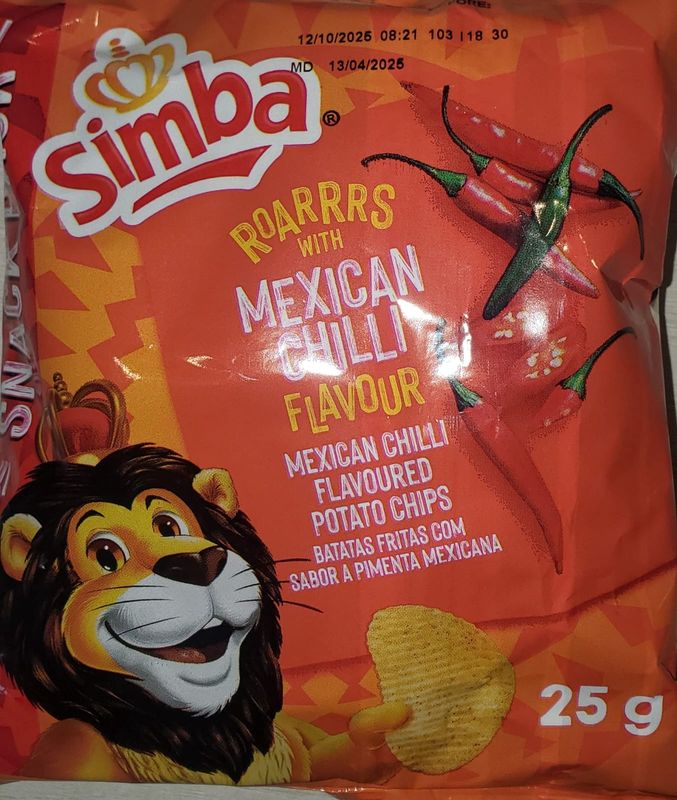 12/10/2025 08:21 103 |18 30
MD 13/04/2025
Simba®
ROARRRS
WITH
MEXICAN
CHILLI
FLAVOUR
MEXICAN CHILLI
FLAVOURED
POTATO CHIPS
BATATAS FRITAS COM
SABOR A PIMENTA MEXICANA
25 g